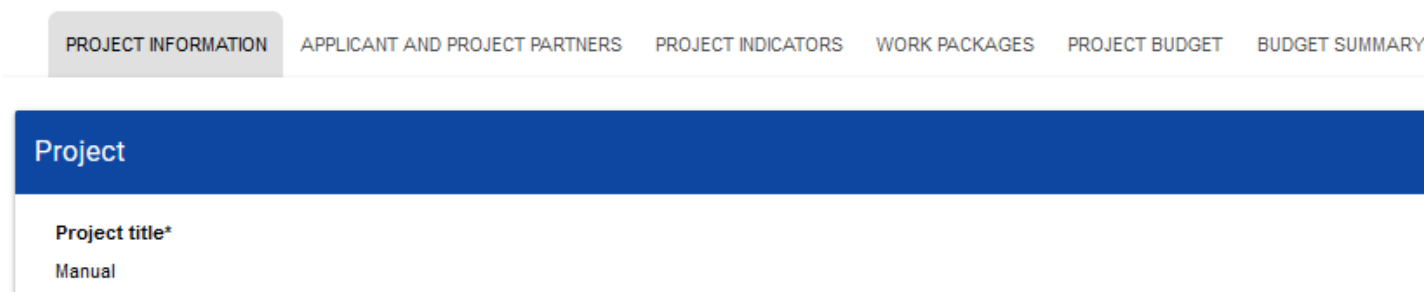 PROJECT INFORMATION APPLICANT AND PROJECT PARTNERS PROJECT INDICATORS WORK PACKAGES PROJECT BUDGET BUDGET SUMMARY
Project
Project title*
Manual